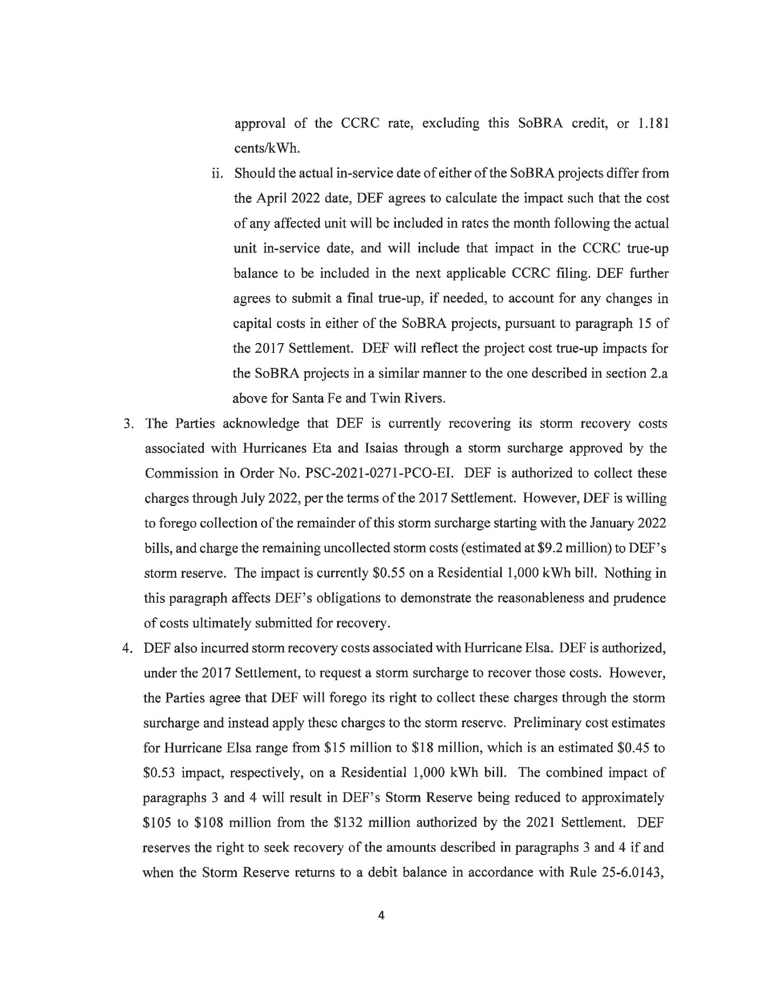 approval of the CCRC rate, excluding this SoBRA credit, or 1.181
cents/kWh.
ii. Should the actual in-service date of either of the SoBRA projects differ from
the April 2022 date, DEF agrees to calculate the impact such that the cost
of any affected unit will be included in rates the month following the actual
unit in-service date, and will include that impact in the CCRC true-up
balance to be included in the next applicable CCRC filing. DEF further
agrees to submit a final true-up, if needed, to account for any changes in
capital costs in either of the SoBRA projects, pursuant to paragraph 15 of
the 2017 Settlement. DEF will reflect the project cost true-up impacts for
the SoBRA projects in a similar manner to the one described in section 2.a
above for Santa Fe and Twin Rivers.
3. The Parties acknowledge that DEF is currently recovering its storm recovery costs
associated with Hurricanes Eta and Isaias through a storm surcharge approved by the
Commission in Order No. PSC-2021-0271-PCO-EI. DEF is authorized to collect these
charges through July 2022, per the terms of the 2017 Settlement. However, DEF is willing
to forego collection of the remainder of this storm surcharge starting with the January 2022
bills, and charge the remaining uncollected storm costs (estimated at $9.2 million) to DEF's
storm reserve. The impact is currently $0.55 on a Residential 1,000 kWh bill. Nothing in
this paragraph affects DEF's obligations to demonstrate the reasonableness and prudence
of costs ultimately submitted for recovery.
4. DEF also incurred storm recovery costs associated with Hurricane Elsa. DEF is authorized,
under the 2017 Settlement, to request a storm surcharge to recover those costs. However,
the Parties agree that DEF will forego its right to collect these charges through the storm
surcharge and instead apply these charges to the storm reserve. Preliminary cost estimates
for Hurricane Elsa range from $15 million to $18 million, which is an estimated $0.45 to
$0.53 impact, respectively, on a Residential 1,000 kWh bill. The combined impact of
paragraphs 3 and 4 will result in DEF's Storm Reserve being reduced to approximately
$105 to $108 million from the $132 million authorized by the 2021 Settlement. DEF
reserves the right to seek recovery of the amounts described in paragraphs 3 and 4 if and
when the Storm Reserve returns to a debit balance in accordance with Rule 25-6.0143,
4